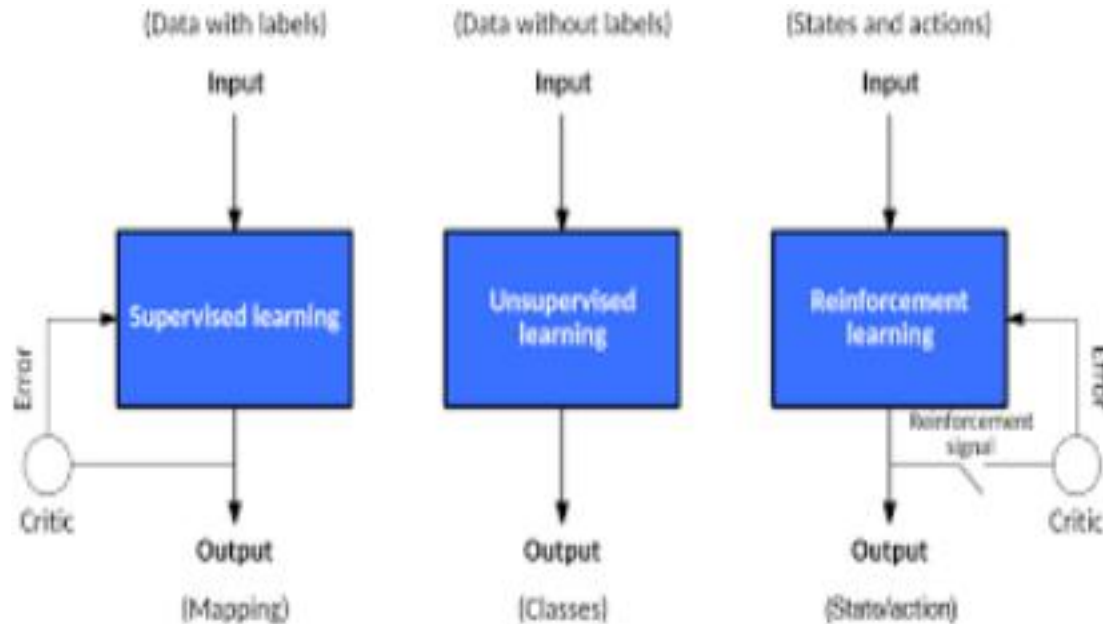 (Data with labels)
Input
Supervised learning
Error
Critic
Output
(Mapping)
(Data without labels)
Input
Unsupervised
learning
Output
(Classes)
(States and actions)
Input
Reinforcement
learning
Error
Reinforcement
signal
Critic
Output
(State/action)